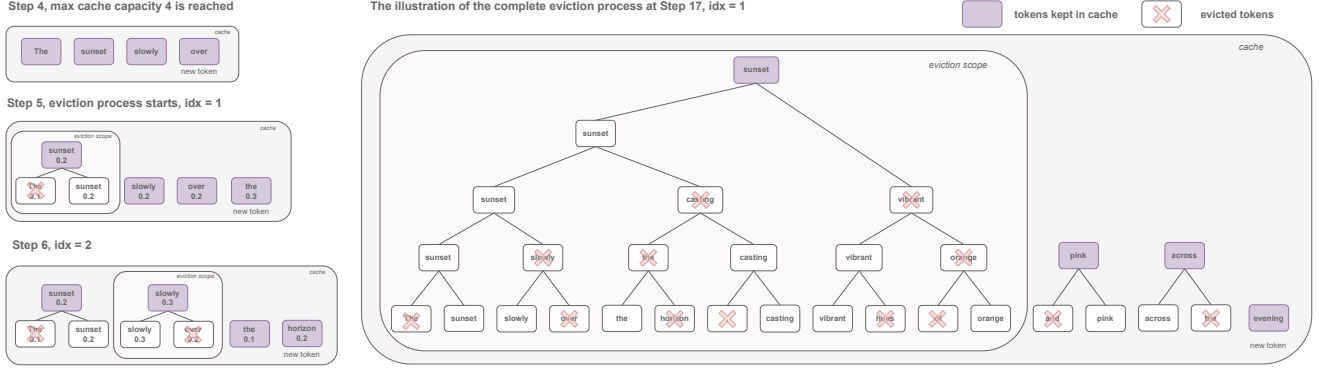 Step 4, max cache capacity 4 is reached
cache
The sunset slowly over
new token
Step 5, eviction process starts, idx = 1
cache
eviction scope
sunset
0.2
The sunset slowly over the
0.1 0.2 0.2 0.2 0.3
new token
Step 6, idx = 2
cache
eviction scope
sunset slowly
0.2 0.3
The sunset slowly over the horizon
0.1 0.2 0.3 0.2 0.1 0.2
new token
The illustration of the complete eviction process at Step 17, idx = 1
tokens kept in cache
evicted tokens
cache
eviction scope
sunset
sunset
sunset casting vibrant
sunset slowly the casting vibrant orange pink across
The sunset slowly over the horizon casting vibrant hues of orange and pink across the evening
new token